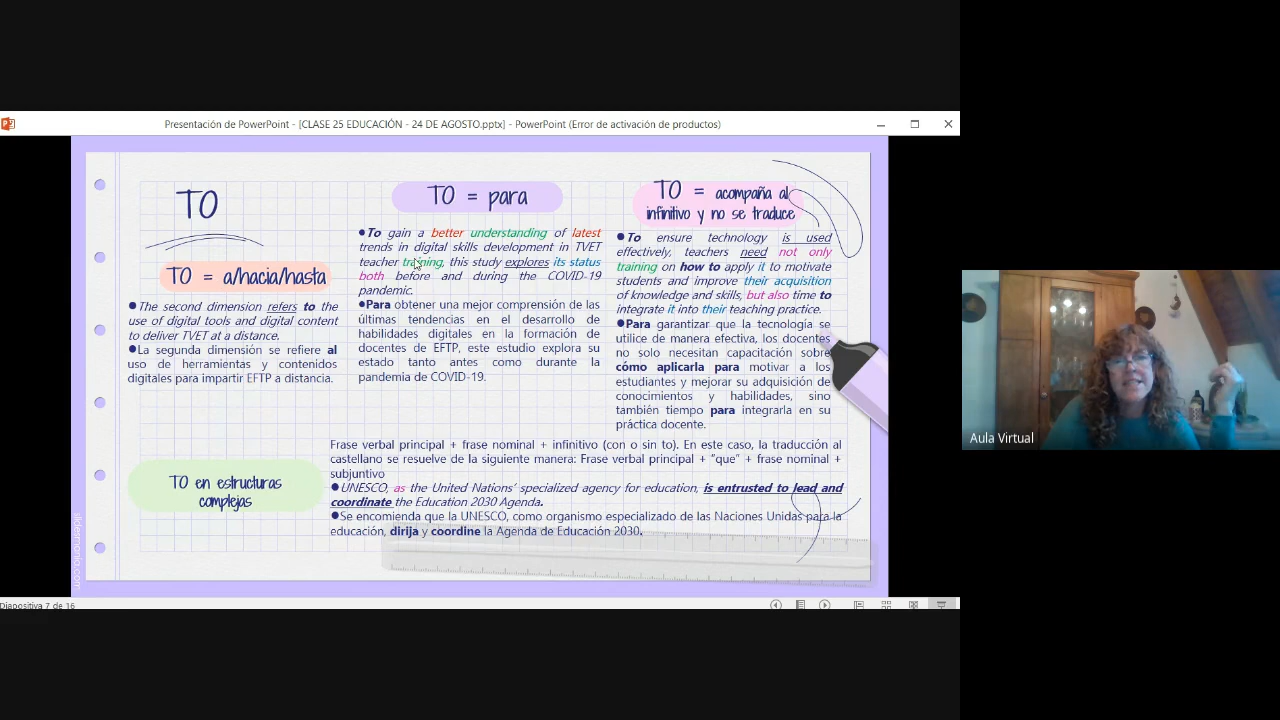 Presentación de PowerPoint - [CLASE 25 EDUCACIÓN - 24 DE AGOSTO.pptx] - PowerPoint (Error de activación de productos)
TO
TO = a/hacia/hasta
●The second dimension refers to the
use of digital tools and digital content
to deliver TVET at a distance.
●La segunda dimensión se refiere al
uso de herramientas y contenidos
digitales para impartir EFTP a distancia.
TO = para
●To gain a better understanding of latest
trends in digital skills development in TVET
teacher training, this study explores its status
both before and during the COVID-19
pandemic.
●Para obtener una mejor comprensión de las
últimas tendencias en el desarrollo de
habilidades digitales en la formación de
docentes de EFTP, este estudio explora su
estado tanto antes como durante la
pandemia de COVID-19.
TO = acompaña al
infinitivo y no se traduce
●To ensure technology is used
effectively, teachers need not only
training on how to apply it to motivate
students and improve their acquisition
of knowledge and skills, but also time to
integrate it into their teaching practice.
●Para garantizar que la tecnología se
utilice de manera efectiva, los docentes
no solo necesitan capacitación sobre
cómo aplicarla para motivar a los
estudiantes y mejorar su adquisición de
conocimientos y habilidades, sino
también tiempo para integrarla en su
práctica docente.
TO en estructuras
complejas
Frase verbal principal + frase nominal + infinitivo (con o sin to). En este caso, la traducción al
castellano se resuelve de la siguiente manera: Frase verbal principal + "que" + frase nominal +
subjuntivo
●UNESCO, as the United Nations' specialized agency for education, is entrusted to lead and
coordinate the Education 2030 Agenda.
●Se encomienda que la UNESCO, como organismo especializado de las Naciones Unidas para la
educación, dirija y coordine la Agenda de Educación 2030.
slidesmania.com
Diapositiva 7 de 16
Aula Virtual